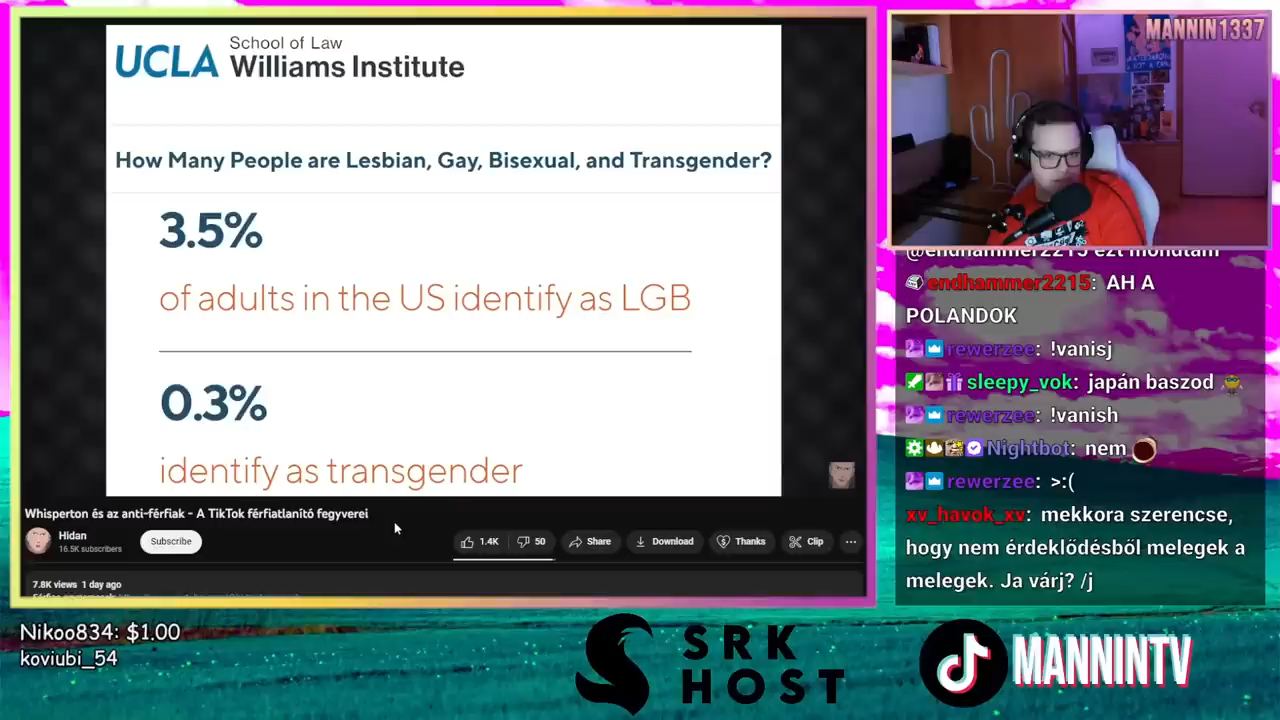 UCLA School of Law
Williams Institute
How Many People are Lesbian, Gay, Bisexual, and Transgender?
3.5%
of adults in the US identify as LGB
0.3%
identify as transgender
Whisperton és az anti-férfiak - A TikTok férfiatlanító fegyverei
Hidan
16.5K subscribers
Subscribe
1.4K
50
Share
Download
Thanks
Clip
7.8K views 1 day ago
MANNIN1337
@endhammer2215 ezt mondtam
endhammer2215: AH A
POLANDOK
rewerzee: !vanisj
sleepy_vok: japán baszod
rewerzee: !vanish
Nightbot: nem
rewerzee: >:(
xv_havok_xv: mekkora szerencse,
hogy nem érdeklődésből melegek a
melegek. Ja várj? /j
Nikoo834: $1.00
koviubi_54
SRK
HOST
MANNINTV